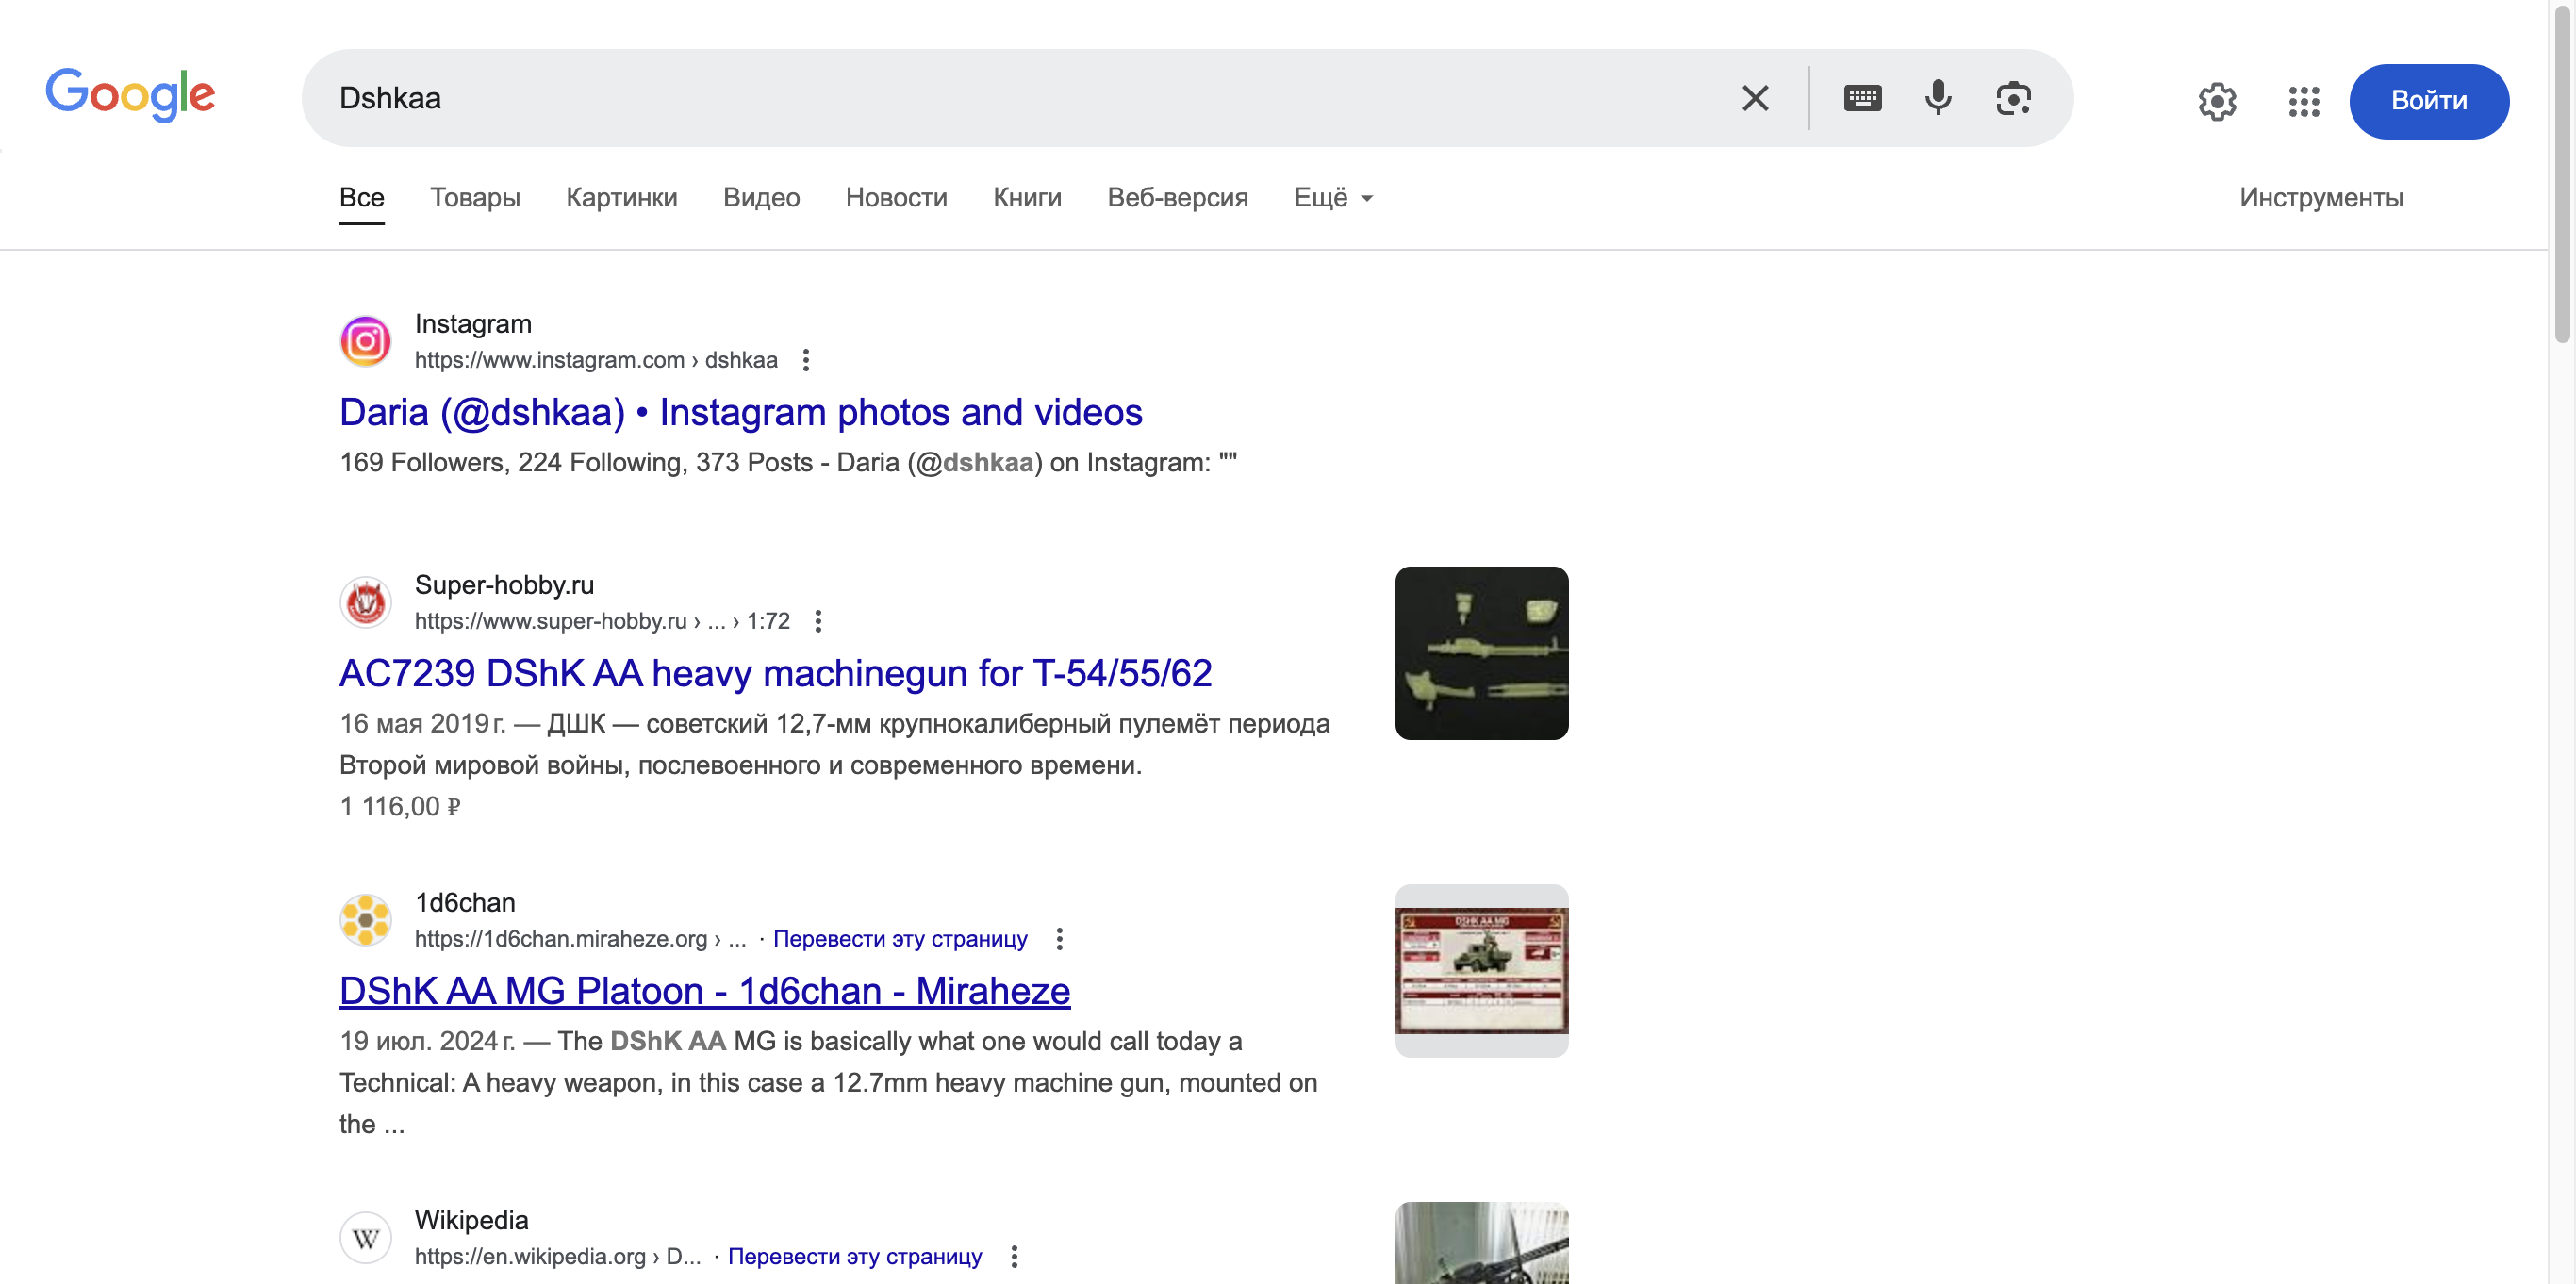 Google
Dshkaa
Войти
Все Товары Картинки Видео Новости Книги Веб-версия Ещё Инструменты
Instagram
https://www.instagram.com › dshkaa
Daria (@dshkaa) • Instagram photos and videos
169 Followers, 224 Following, 373 Posts - Daria (@dshkaa) on Instagram: ""
Super-hobby.ru
https://www.super-hobby.ru › ... › 1:72
AC7239 DShK AA heavy machinegun for T-54/55/62
16 мая 2019 г. — ДШК — советский 12,7-мм крупнокалиберный пулемёт периода
Второй мировой войны, послевоенного и современного времени.
1 116,00 ₽
1d6chan
https://1d6chan.miraheze.org › ... · Перевести эту страницу
DShK AA MG Platoon - 1d6chan - Miraheze
DSHK AA MG
19 июл. 2024 г. — The DShK AA MG is basically what one would call today a
Technical: A heavy weapon, in this case a 12.7mm heavy machine gun, mounted on
the ...
Wikipedia
W
https://en.wikipedia.org › D... · Перевести эту страницу